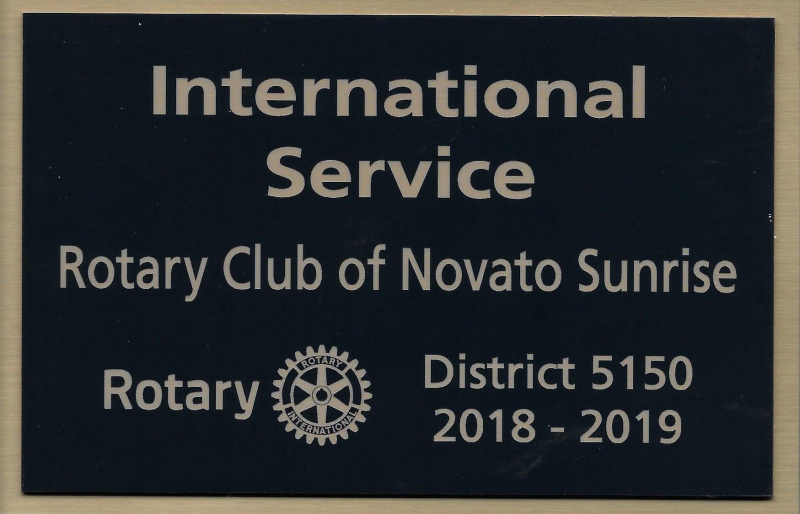 International
Service
Rotary Club of Novato Sunrise
Rotary
ROTARY
INTERNATIONAL
District 5150
2018 - 2019